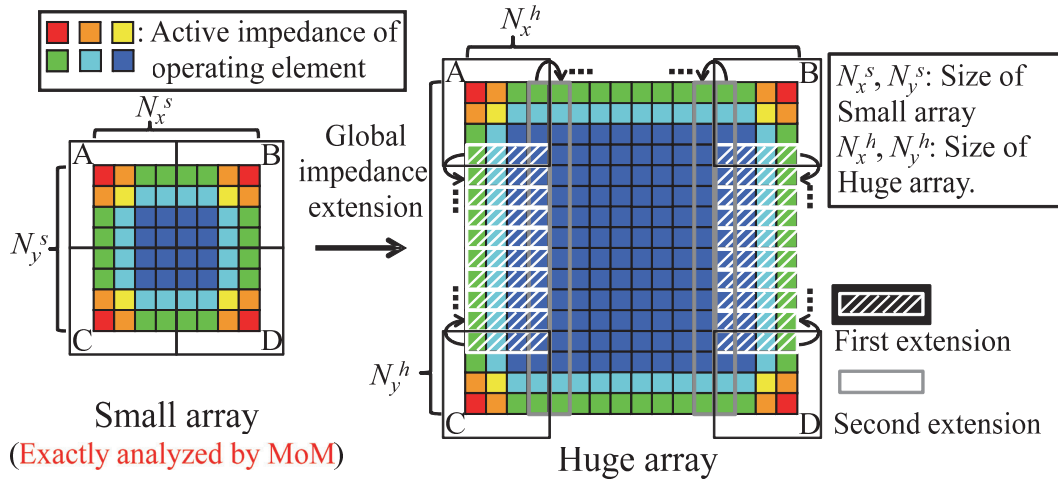 : Active impedance of
operating element
N_x^s
A B
N_y^s
C D
Small array
(Exactly analyzed by MoM)
Global
impedance
extension
N_x^h
A B
N_y^h
C D
Huge array
N_x^s, N_y^s: Size of
Small array
N_x^h, N_y^h: Size of
Huge array.
First extension
Second extension